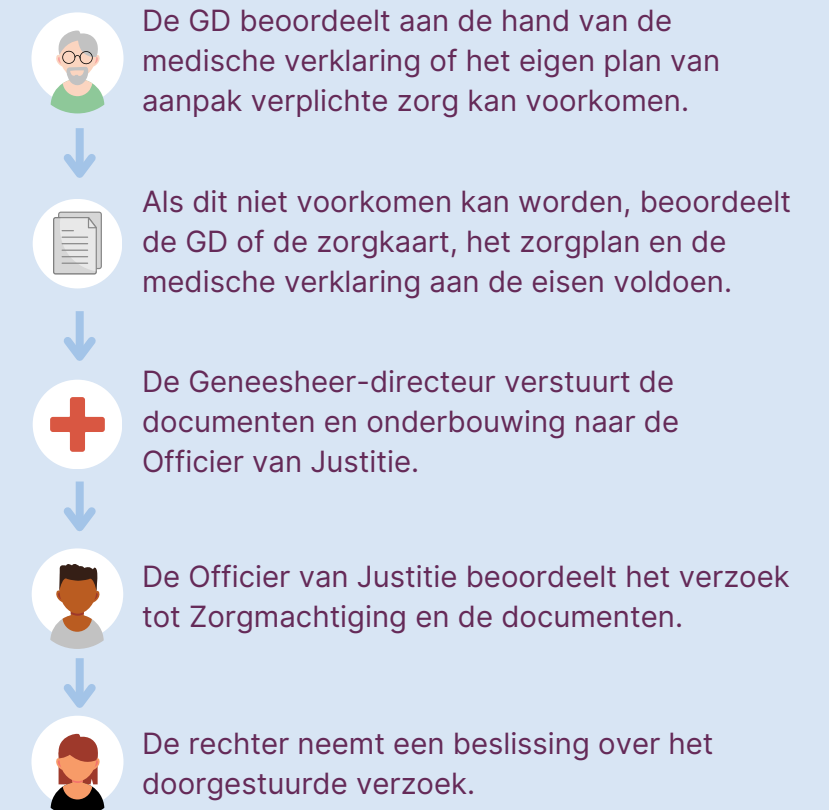 De GD beoordeelt aan de hand van de
medische verklaring of het eigen plan van
aanpak verplichte zorg kan voorkomen.
Als dit niet voorkomen kan worden, beoordeelt
de GD of de zorgkaart, het zorgplan en de
medische verklaring aan de eisen voldoen.
De Geneesheer-directeur verstuurt de
documenten en onderbouwing naar de
Officier van Justitie.
De Officier van Justitie beoordeelt het verzoek
tot Zorgmachtiging en de documenten.
De rechter neemt een beslissing over het
doorgestuurde verzoek.